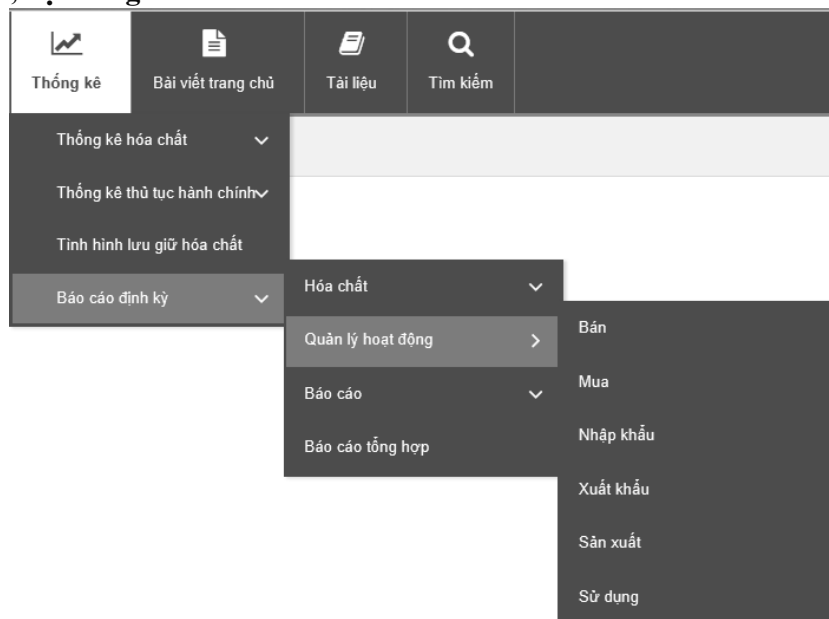 Thống kê
Bài viết trang chủ
Tài liệu
Tìm kiếm
Thống kê hóa chất
Thống kê thủ tục hành chính
Tình hình lưu giữ hóa chất
Báo cáo định kỳ
Hóa chất
Quản lý hoạt động
Báo cáo
Báo cáo tổng hợp
Bán
Mua
Nhập khẩu
Xuất khẩu
Sản xuất
Sử dụng